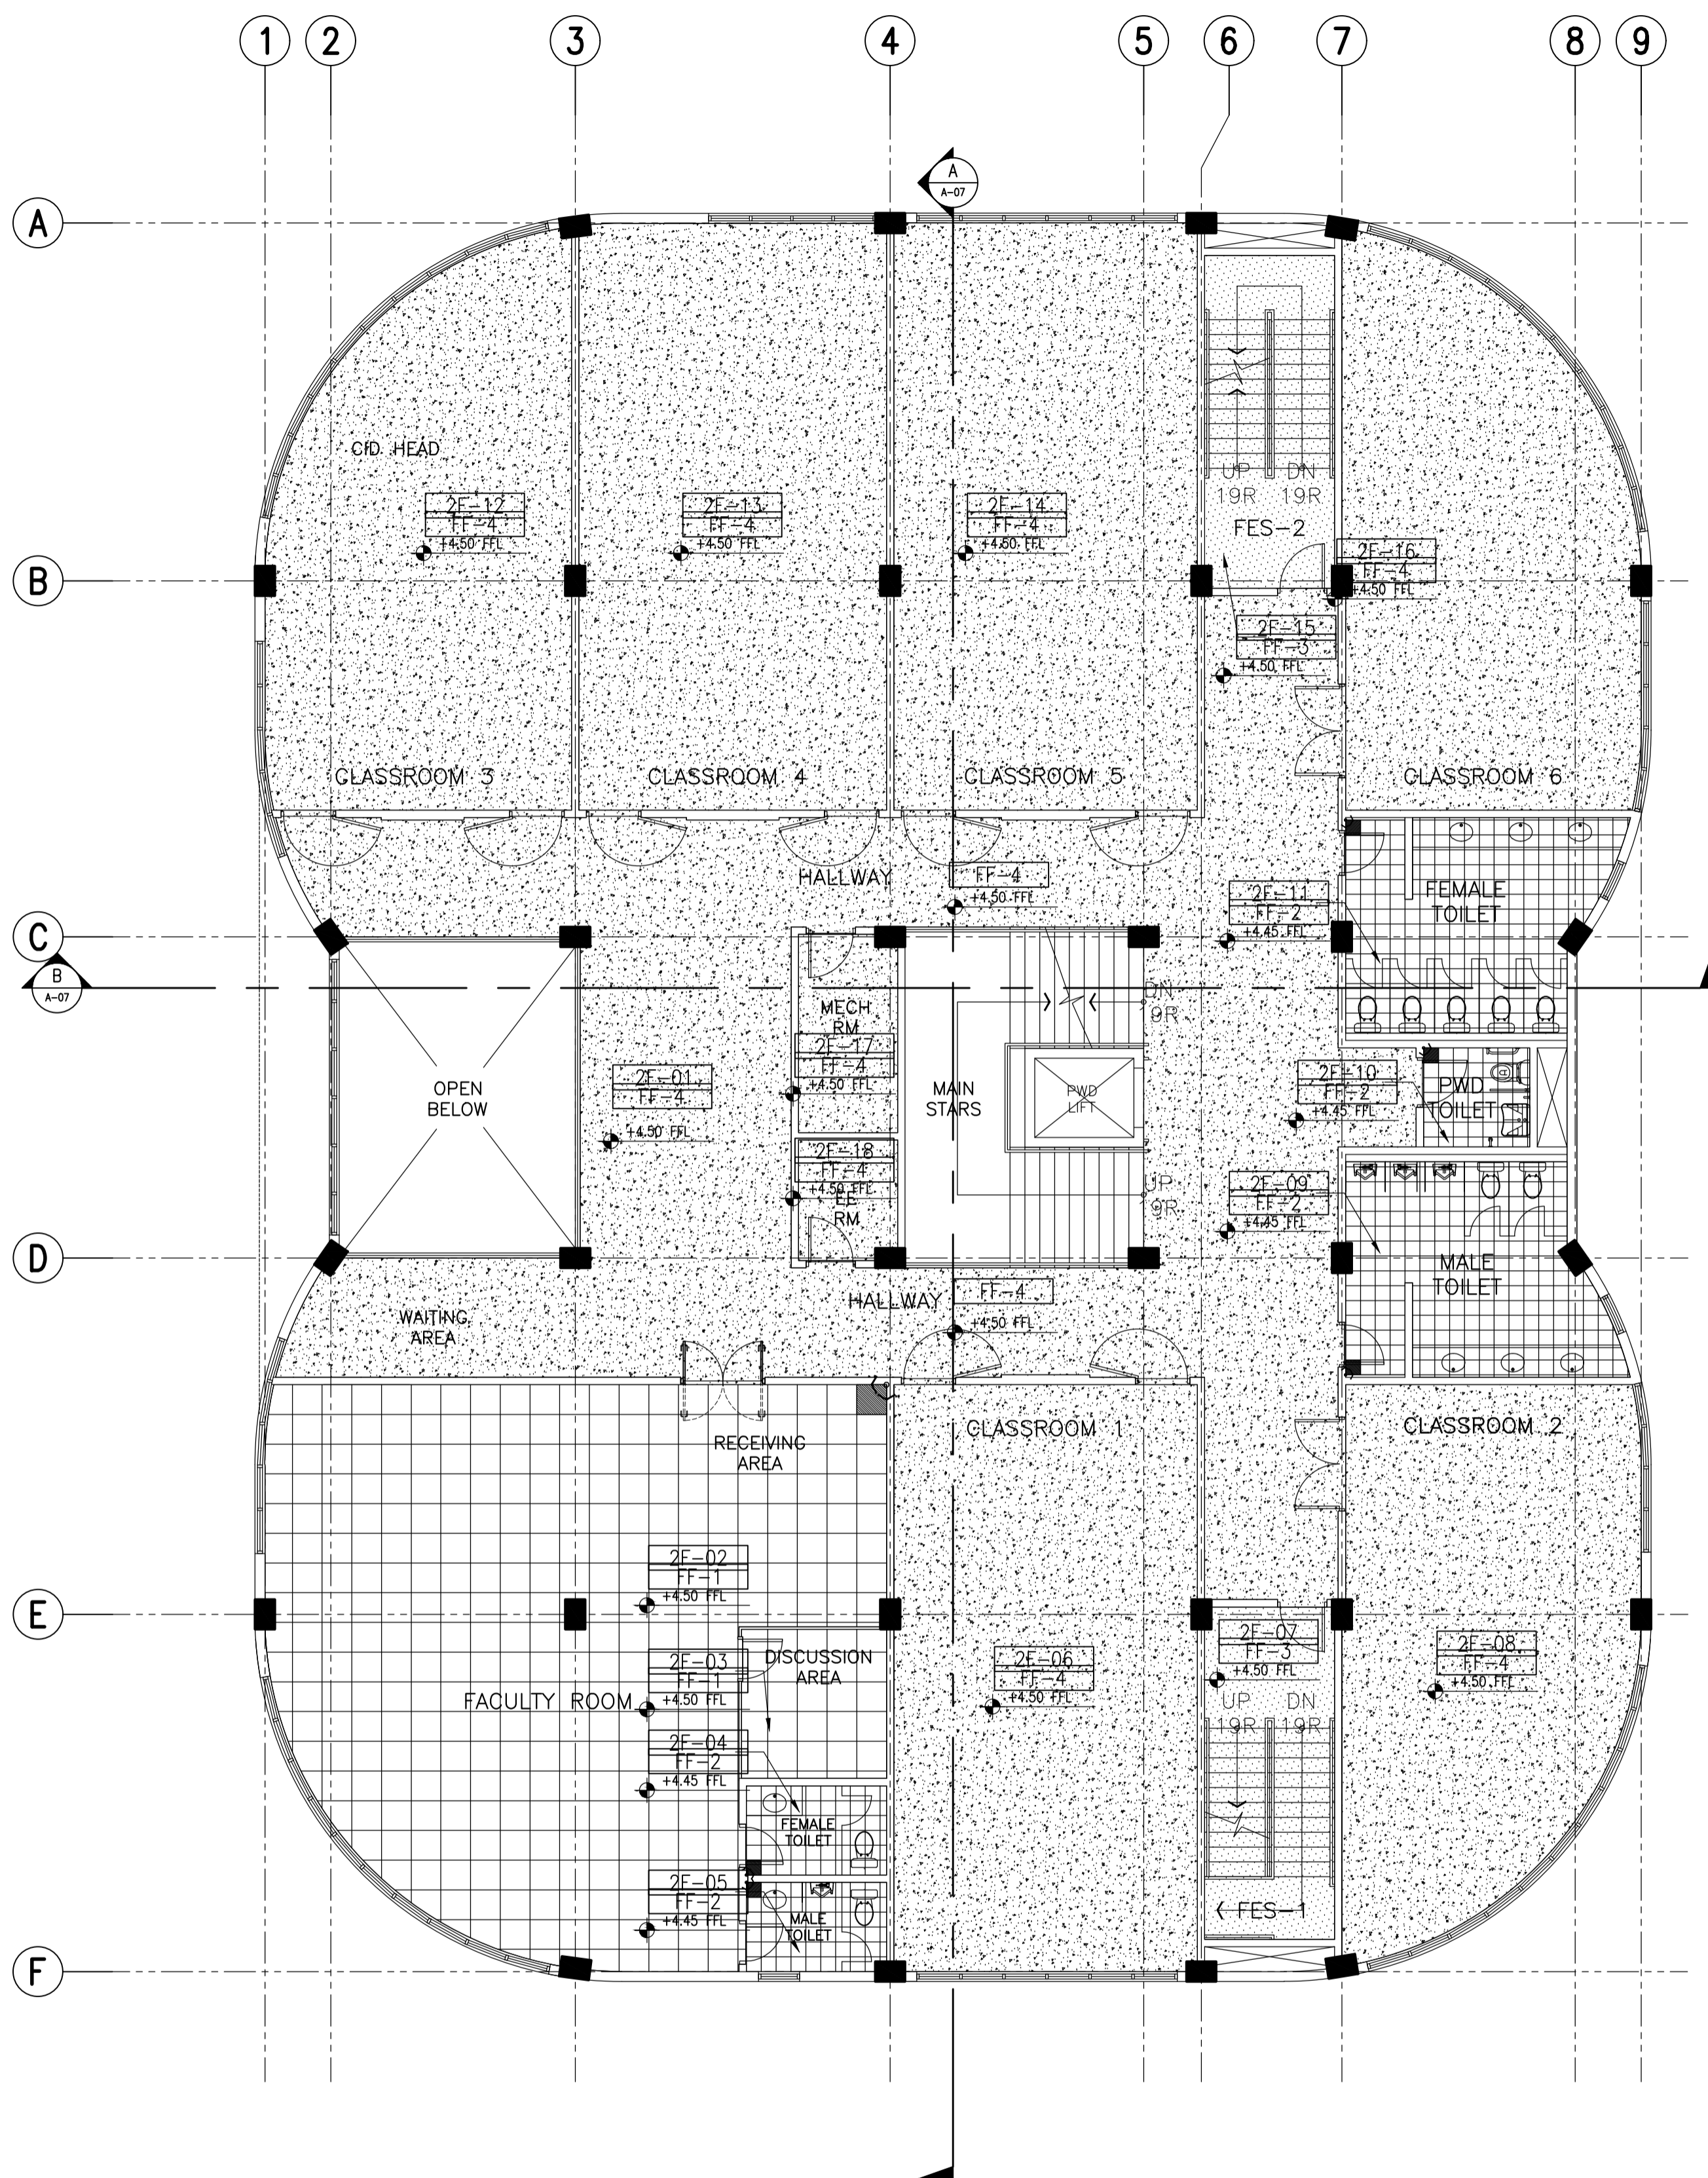 1 2 3 4 5 6 7 8 9
A
A-07
A
C/D HEAD
2F-12
FF-4
+4.50 FFL
2F-13
FF-4
+4.50 FFL
2F-14
FF-4
+4.50 FFL
UP
19R
DN
19R
FES-2
2F-16
FF-4
+4.50 FFL
B
2F-15
FF-3
+4.50 FFL
CLASSROOM 3
CLASSROOM 4
CLASSROOM 5
CLASSROOM 6
HALLWAY
FF-4
+4.50 FFL
2F-11
FF-2
+4.45 FFL
FEMALE
TOILET
C
B
A-07
MECH
RM
2F-17
FF-4
+4.50 FFL
DN
9R
OPEN
BELOW
2F-01
FF-4
+4.50 FFL
MAIN
STARS
PWD
LIFT
2F-10
FF-2
+4.45 FFL
PWD
TOILET
2F-18
FF-4
+4.50 FFL
EE
RM
UP
9R
2F-09
FF-2
+4.45 FFL
D
MALE
TOILET
HALLWAY
FF-4
+4.50 FFL
WAITING
AREA
RECEIVING
AREA
CLASSROOM 1
CLASSROOM 2
2F-02
FF-1
+4.50 FFL
E
2F-03
FF-1
+4.50 FFL
DISCUSSION
AREA
FACULTY ROOM
2F-06
FF-4
+4.50 FFL
2F-07
FF-3
+4.50 FFL
UP
19R
DN
19R
2F-08
FF-4
+4.50 FFL
2F-04
FF-2
+4.45 FFL
FEMALE
TOILET
2F-05
FF-2
+4.45 FFL
MALE
TOILET
FES-1
F